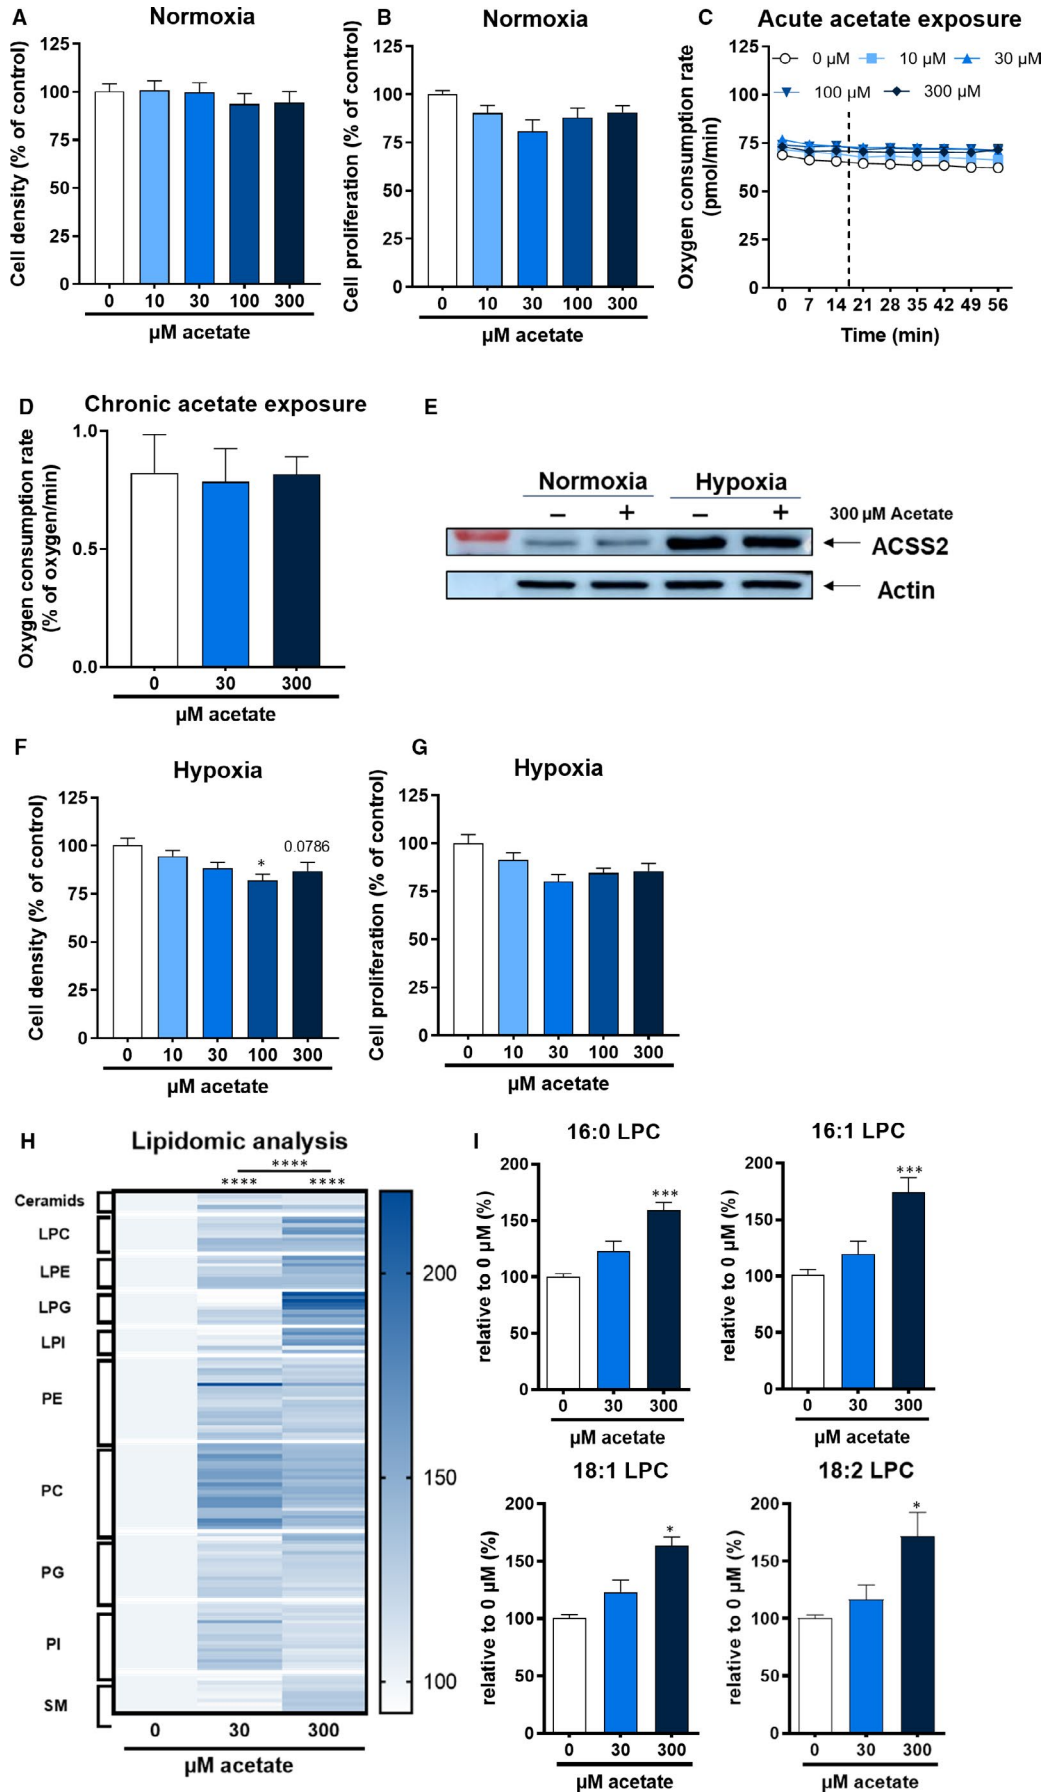 A
Normoxia
Cell density (% of control)
125
100
75
50
25
0
0 10 30 100 300
µM acetate
B
Normoxia
Cell proliferation (% of control)
125
100
75
50
25
0
0 10 30 100 300
µM acetate
C
Acute acetate exposure
Oxygen consumption rate
(pmol/min)
125
100
75
50
25
0
0 µM 10 µM 30 µM
100 µM 300 µM
0 7 14 21 28 35 42 49 56
Time (min)
D
Chronic acetate exposure
Oxygen consumption rate
(% of oxygen/min)
1.0
0.5
0.0
0 30 300
µM acetate
E
Normoxia Hypoxia
− + − + 300 µM Acetate
ACSS2
Actin
F
Hypoxia
Cell density (% of control)
125
100
75
50
25
0
* 0.0786
0 10 30 100 300
µM acetate
G
Hypoxia
Cell proliferation (% of control)
125
100
75
50
25
0
0 10 30 100 300
µM acetate
H
Lipidomic analysis
****
**** ****
Ceramids
LPC
LPE
LPG
LPI
PE
PC
PG
PI
SM
200
150
100
0 30 300
µM acetate
I
16:0 LPC
relative to 0 µM (%)
200
150
100
50
0
***
0 30 300
µM acetate
16:1 LPC
relative to 0 µM (%)
200
150
100
50
0
***
0 30 300
µM acetate
18:1 LPC
relative to 0 µM (%)
200
150
100
50
0
*
0 30 300
µM acetate
18:2 LPC
relative to 0 µM (%)
200
150
100
50
0
*
0 30 300
µM acetate